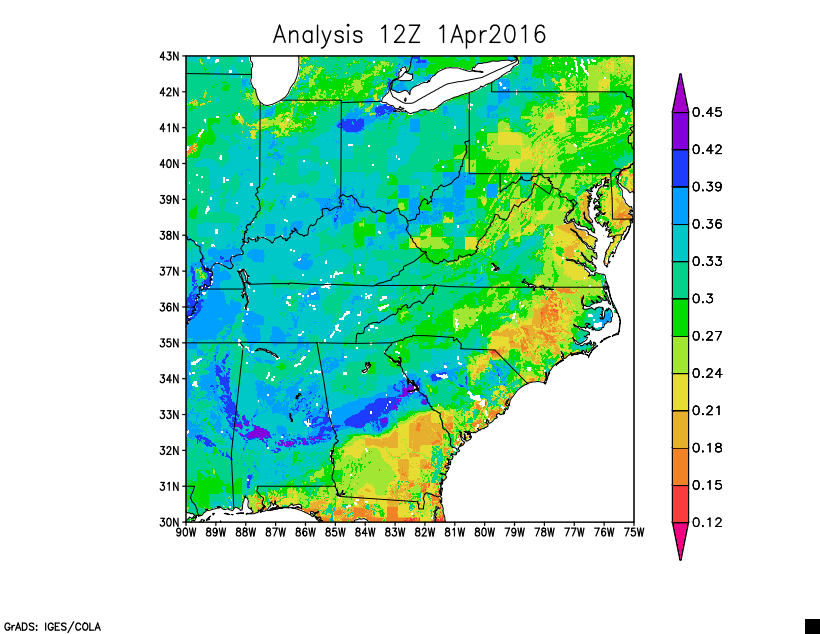 Analysis 12Z 1Apr2016
43N
42N
41N
40N
39N
38N
37N
36N
35N
34N
33N
32N
31N
30N
90W 89W 88W 87W 86W 85W 84W 83W 82W 81W 80W 79W 78W 77W 76W 75W
0.45
0.42
0.39
0.36
0.33
0.3
0.27
0.24
0.21
0.18
0.15
0.12
GrADS: IGES/COLA